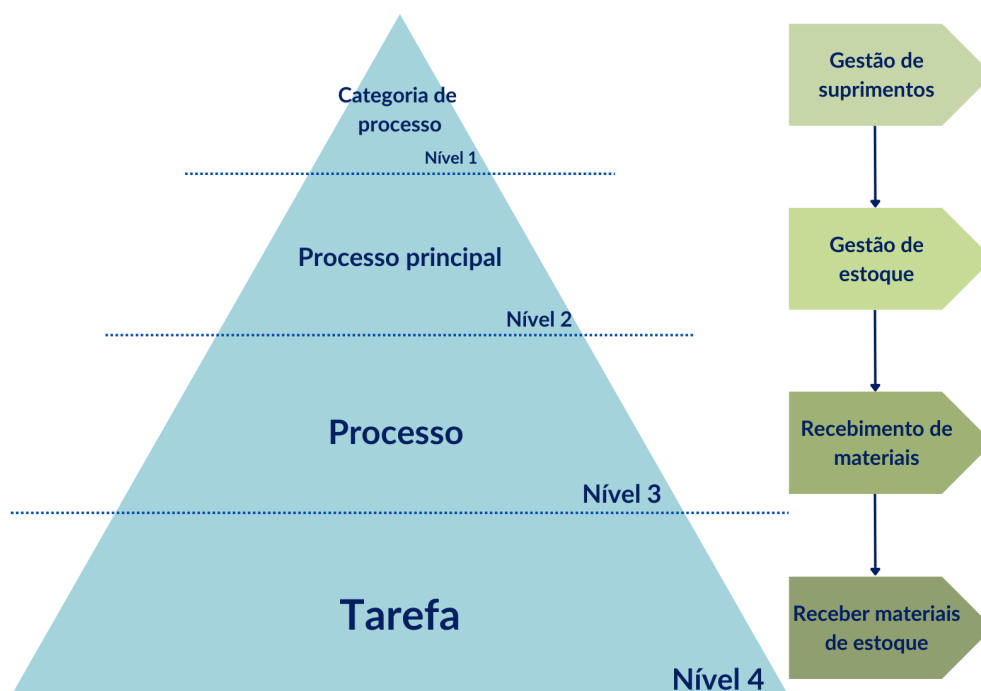 Categoria de
processo
Nível 1
Processo principal
Nível 2
Processo
Nível 3
Tarefa
Nível 4
Gestão de
suprimentos
Gestão de
estoque
Recebimento de
materiais
Receber materiais
de estoque